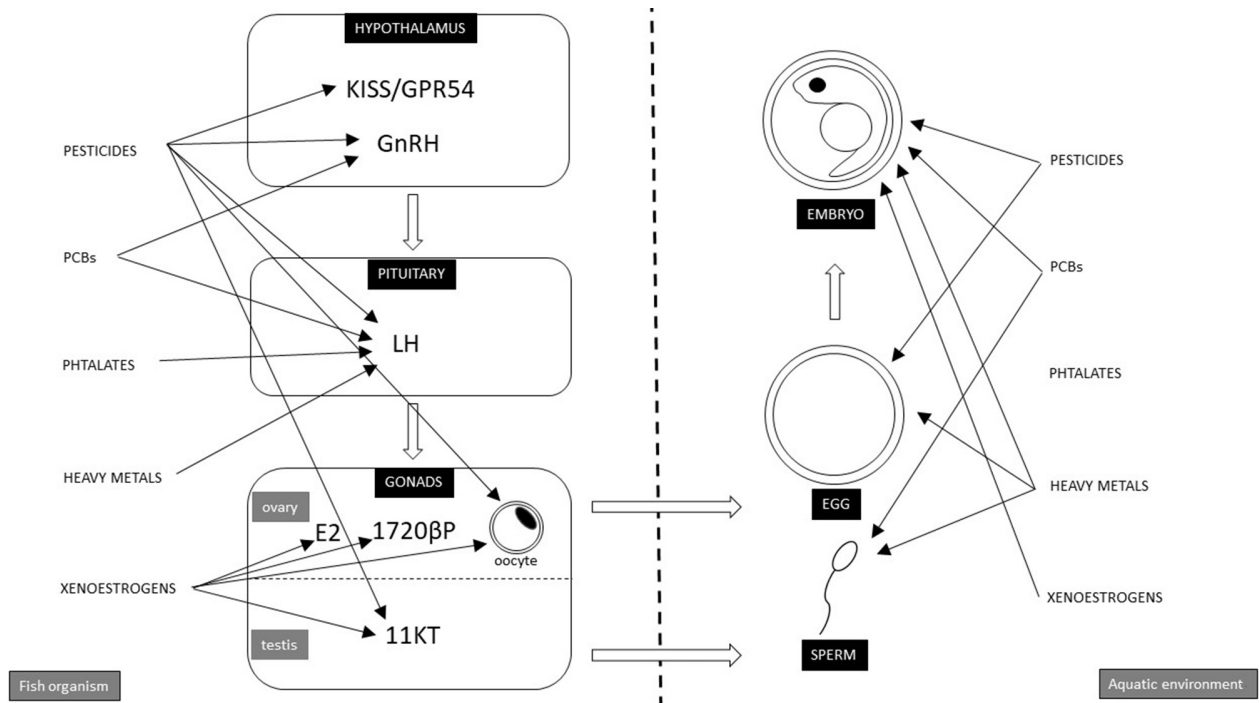 HYPOTHALAMUS
KISS/GPR54
GnRH
PESTICIDES
PCBs
PITUITARY
LH
PHTALATES
HEAVY METALS
GONADS
ovary
E2
1720βP
oocyte
XENOESTROGENS
11KT
testis
Fish organism
EMBRYO
PESTICIDES
PCBs
PHTALATES
HEAVY METALS
EGG
XENOESTROGENS
SPERM
Aquatic environment